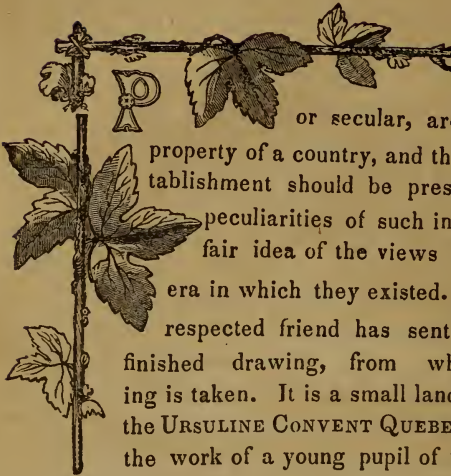 or secular, ar
property of a country, and th
tablishment should be pres
peculiarities of such in
fair idea of the views
era in which they existed.
respected friend has sent
finished drawing, from wh
ing is taken. It is a small land
the URSULINE CONVENT QUEBE
the work of a young pupil of